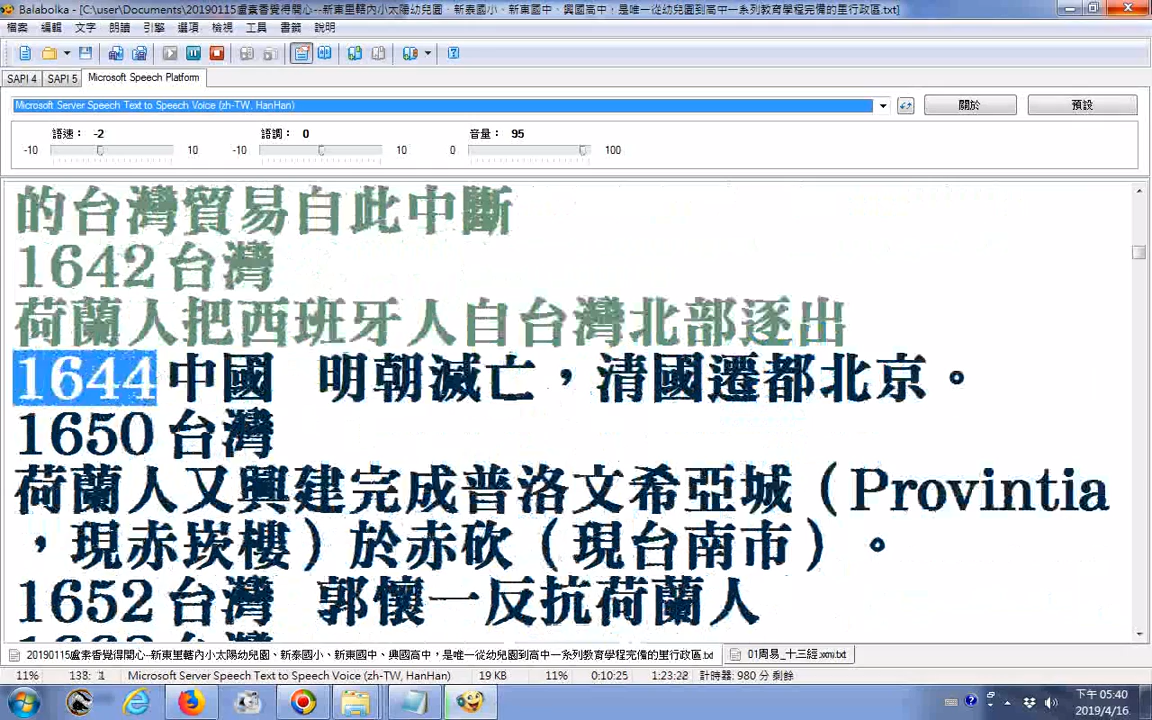 Balabolka - [C:\user\Documents\20190115盧素香覺得開心--新東里轄內小太陽幼兒園、新泰國小、新東國中、興國高中，是唯一從幼兒園到高中一系列教育學程完備的里行政區.txt]
檔案 編輯 文字 朗讀 引擎 選項 檢視 工具 書籤 說明
SAPI 4 SAPI 5 Microsoft Speech Platform
Microsoft Server Speech Text to Speech Voice (zh-TW, HanHan)
關於 預設
語速： -2 語調： 0 音量： 95
-10 10 -10 10 0 100
的台灣貿易自此中斷
1642台灣
荷蘭人把西班牙人自台灣北部逐出
1644 中國 明朝滅亡，清國遷都北京。
1650 台灣
荷蘭人又興建完成普洛文希亞城（Provintia
，現赤崁樓）於赤砍（現台南市）。
1652台灣 郭懷一反抗荷蘭人
20190115盧素香覺得開心--新東里轄內小太陽幼兒園、新泰國小、新東國中、興國高中，是唯一從幼兒園到高中一系列教育學程完備的里行政區.txt 01周易_十三經.xxu.txt
11% 138: 1 Microsoft Server Speech Text to Speech Voice (zh-TW, HanHan) 19 KB 11% 0:10:25 1:23:28 計時器: 980 分 剩餘
下午 05:40
2019/4/16